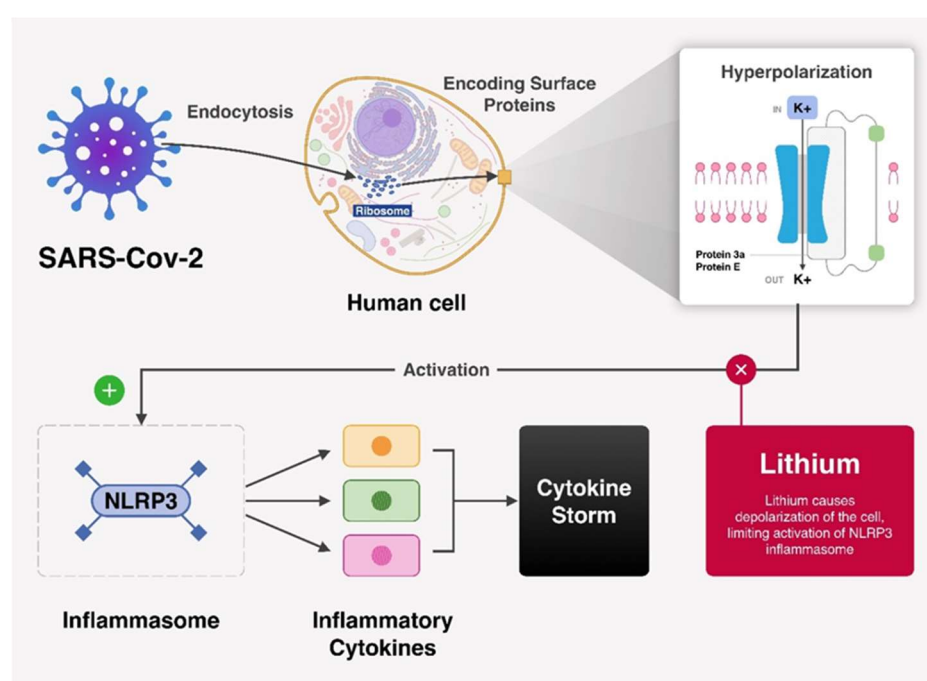 Endocytosis
Encoding Surface
Proteins
Hyperpolarization
IN K+
Ribosome
Protein 3a
Protein E
OUT K+
SARS-Cov-2
Human cell
Activation
NLRP3
Cytokine
Storm
Lithium
Lithium causes
depolarization of the cell,
limiting activation of NLRP3
inflammasome
Inflammasome
Inflammatory
Cytokines